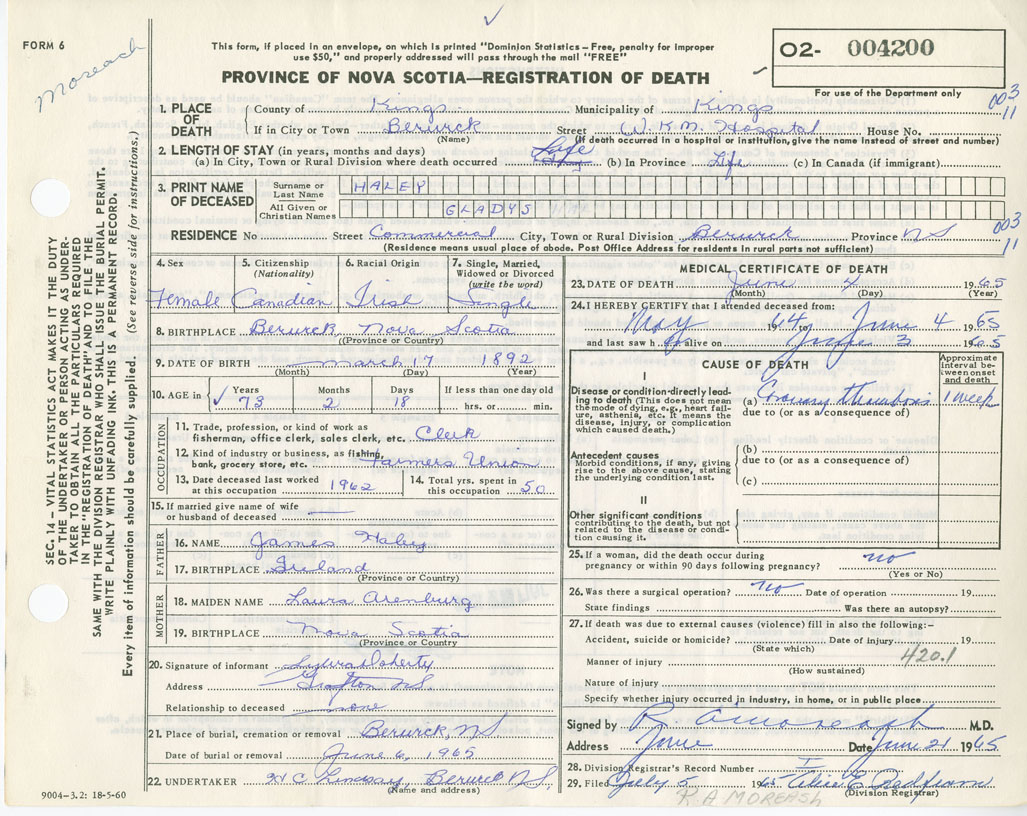 FORM 6
Moreash
This form, if placed in an envelope, on which is printed "Dominion Statistics – Free, penalty for improper
use $50," and properly addressed will pass through the mail "FREE"
PROVINCE OF NOVA SCOTIA—REGISTRATION OF DEATH
02- 004200
For use of the Department only
003
11
1. PLACE OF DEATH
County of Kings Municipality of Kings
If in City or Town Berwick Street W.K.M. Hospital House No.
(Name) (If death occurred in a hospital or institution, give the name instead of street and number)
2. LENGTH OF STAY (in years, months and days)
(a) In City, Town or Rural Division where death occurred Life (b) In Province Life (c) In Canada (if immigrant)
3. PRINT NAME OF DECEASED
Surname or Last Name HALEY
All Given or Christian Names GLADYS
RESIDENCE No Street Commercial City, Town or Rural Division Berwick Province NS
003
11
(Residence means usual place of abode. Post Office Address for residents in rural parts not sufficient)
4. Sex
Female
5. Citizenship (Nationality)
Canadian
6. Racial Origin
Irish
7. Single, Married, Widowed or Divorced (write the word)
Single
8. BIRTHPLACE Berwick, Nova Scotia
(Province or Country)
9. DATE OF BIRTH March 17 1892
(Month) (Day) (Year)
10. AGE in Years Months Days If less than one day old
73 2 18 hrs. or min.
OCCUPATION
11. Trade, profession, or kind of work as
fisherman, office clerk, sales clerk, etc. Clerk
12. Kind of industry or business, as fishing,
bank, grocery store, etc. Farmers Union
13. Date deceased last worked
at this occupation 1962
14. Total yrs. spent in
this occupation 50
15. If married give name of wife
or husband of deceased
FATHER
16. NAME James Haley
17. BIRTHPLACE Ireland
(Province or Country)
MOTHER
18. MAIDEN NAME Laura Arenburg
19. BIRTHPLACE Nova Scotia
(Province or Country)
20. Signature of informant Sylvia Doherty
Address Grafton NS.
Relationship to deceased none
21. Place of burial, cremation or removal Berwick, NS
Date of burial or removal June 6, 1965
22. UNDERTAKER H C Lindsay, Berwick NS
(Name and address)
9004-3.2: 18-5-60
MEDICAL CERTIFICATE OF DEATH
23. DATE OF DEATH June 4 1965
(Month) (Day) (Year)
24. I HEREBY CERTIFY that I attended deceased from:
May 1964 to June 4 1965
and last saw h alive on June 3 1965
CAUSE OF DEATH
Approximate interval between onset and death
I
Disease or condition directly leading to death (This does not mean the mode of dying, e.g., heart failure, asthenia, etc. It means the disease, injury, or complication which caused death.)
(a) Coronary thrombosis 1 week
due to (or as a consequence of)
Antecedent causes
Morbid conditions, if any, giving rise to the above cause, stating the underlying condition last.
(b)
due to (or as a consequence of)
(c)
II
Other significant conditions
contributing to the death, but not related to the disease or condition causing it.
25. If a woman, did the death occur during
pregnancy or within 90 days following pregnancy? no
(Yes or No)
26. Was there a surgical operation? no Date of operation 19
State findings Was there an autopsy?
27. If death was due to external causes (violence) fill in also the following:–
Accident, suicide or homicide? Date of injury 19
(State which)
420.1
Manner of injury
(How sustained)
Nature of injury
Specify whether injury occurred in industry, in home, or in public place
Signed by R A Moreash M.D.
Address Date June 21 1965
28. Division Registrar's Record Number
29. Filed July 5 1965 Alice E
(Division Registrar)
R A MOREASH
SEC. 14 – VITAL STATISTICS ACT MAKES IT THE DUTY
OF THE UNDERTAKER OR PERSON ACTING AS UNDER-
TAKER TO OBTAIN ALL THE PARTICULARS REQUIRED
IN THE "REGISTRATION OF DEATH" AND TO FILE THE
SAME WITH THE DIVISION REGISTRAR WHO SHALL ISSUE THE BURIAL PERMIT.
WRITE PLAINLY WITH UNFADING INK. THIS IS A PERMANENT RECORD.
Every item of information should be carefully supplied. (See reverse side for instructions.)